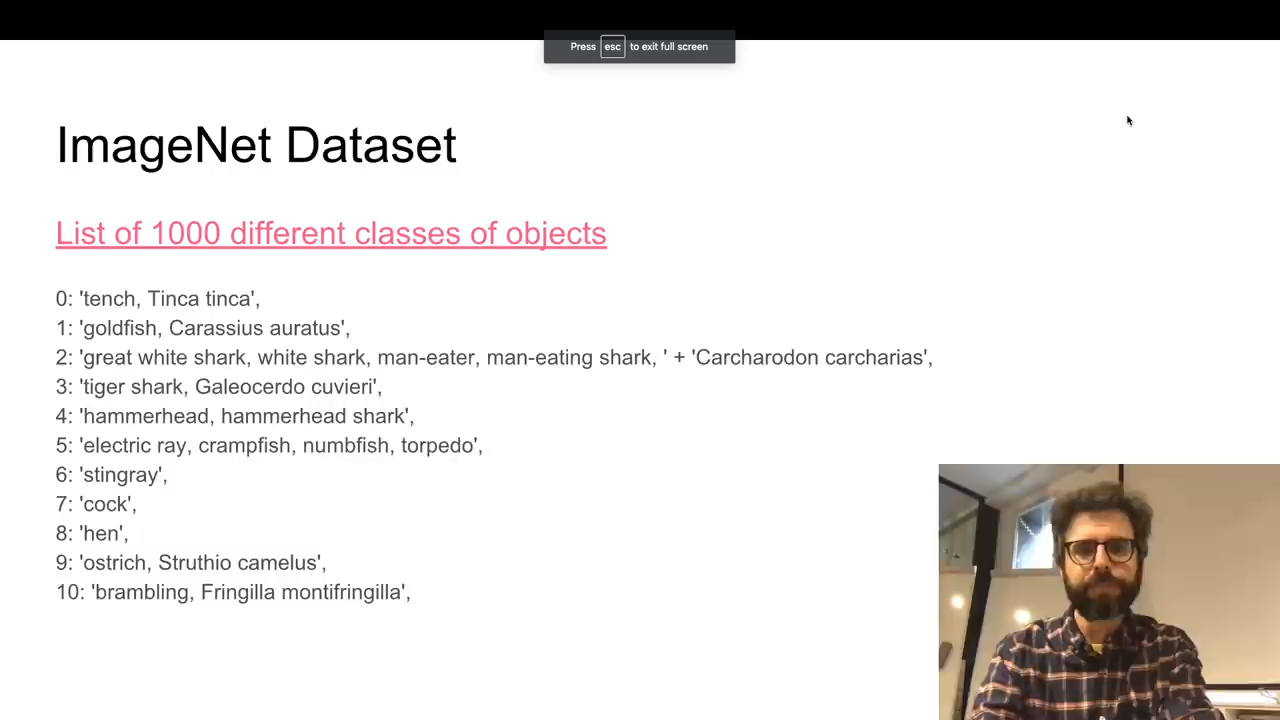 Press esc to exit full screen
ImageNet Dataset
List of 1000 different classes of objects
0: 'tench, Tinca tinca',
1: 'goldfish, Carassius auratus',
2: 'great white shark, white shark, man-eater, man-eating shark, ' + 'Carcharodon carcharias',
3: 'tiger shark, Galeocerdo cuvieri',
4: 'hammerhead, hammerhead shark',
5: 'electric ray, crampfish, numbfish, torpedo',
6: 'stingray',
7: 'cock',
8: 'hen',
9: 'ostrich, Struthio camelus',
10: 'brambling, Fringilla montifringilla',